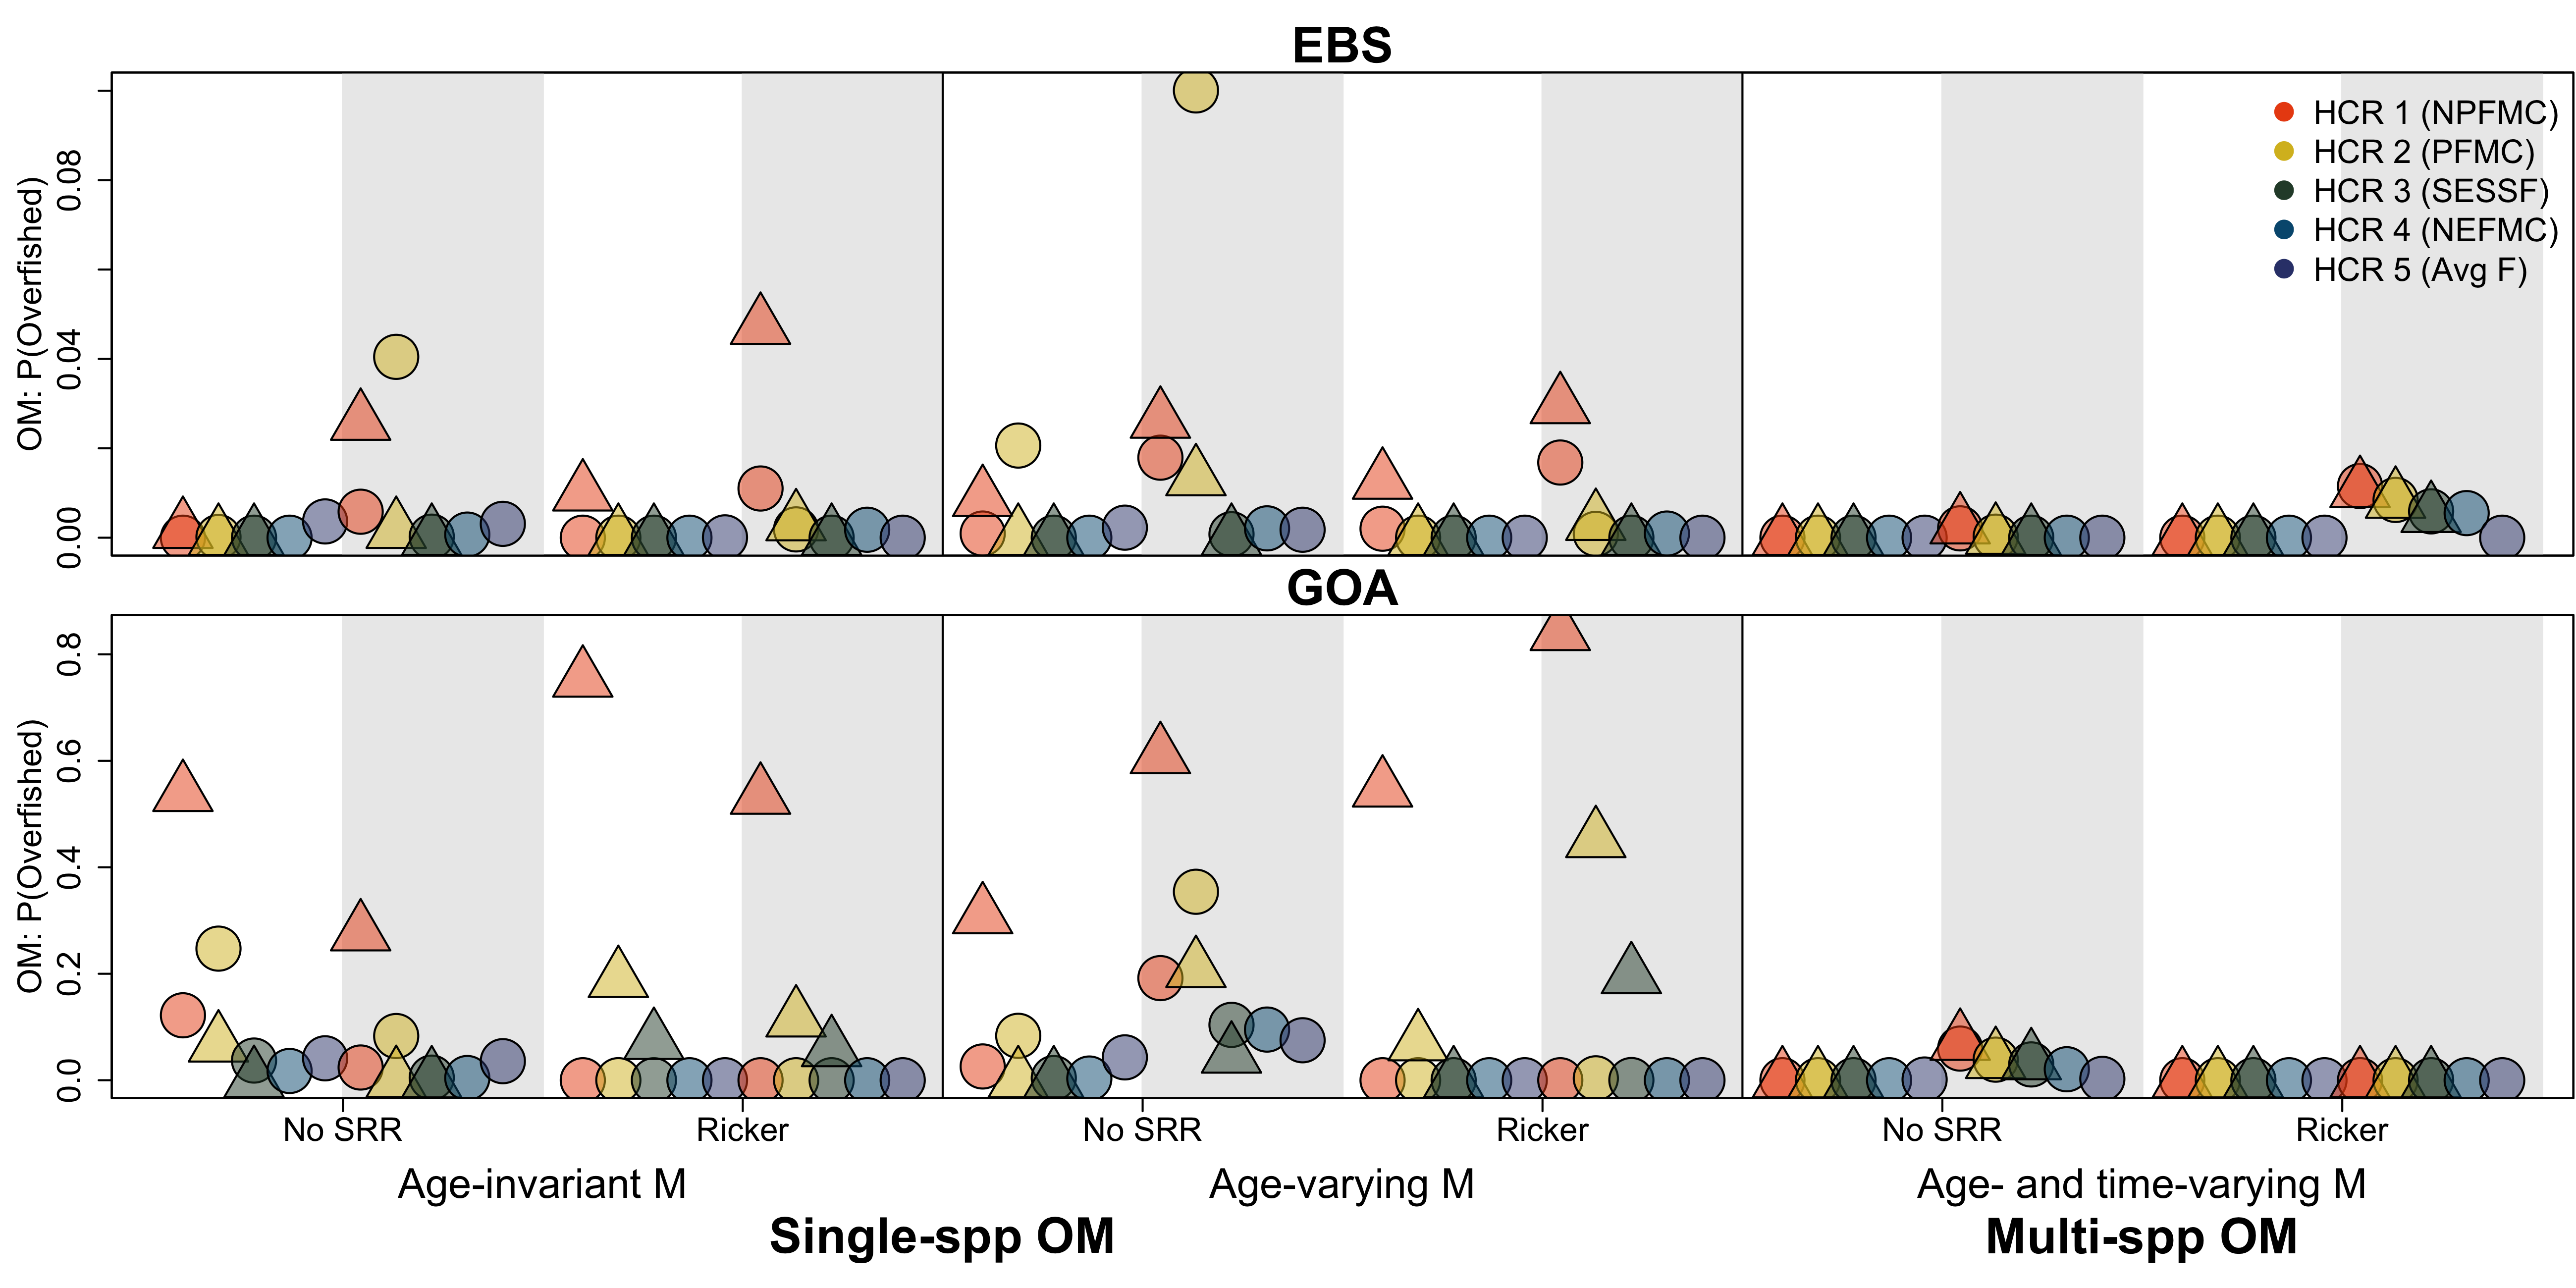 EBS
OM: P(Overfished)
0.08
0.04
0.00
HCR 1 (NPFMC)
HCR 2 (PFMC)
HCR 3 (SESSF)
HCR 4 (NEFMC)
HCR 5 (Avg F)
GOA
OM: P(Overfished)
0.8
0.6
0.4
0.2
0.0
No SRR Ricker No SRR Ricker No SRR Ricker
Age-invariant M Age-varying M Age- and time-varying M
Single-spp OM Multi-spp OM